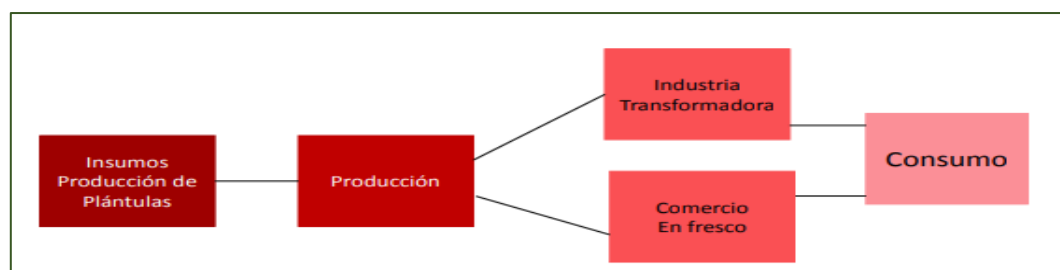 Insumos
Producción de
Plántulas
Producción
Industria
Transformadora
Comercio
En fresco
Consumo